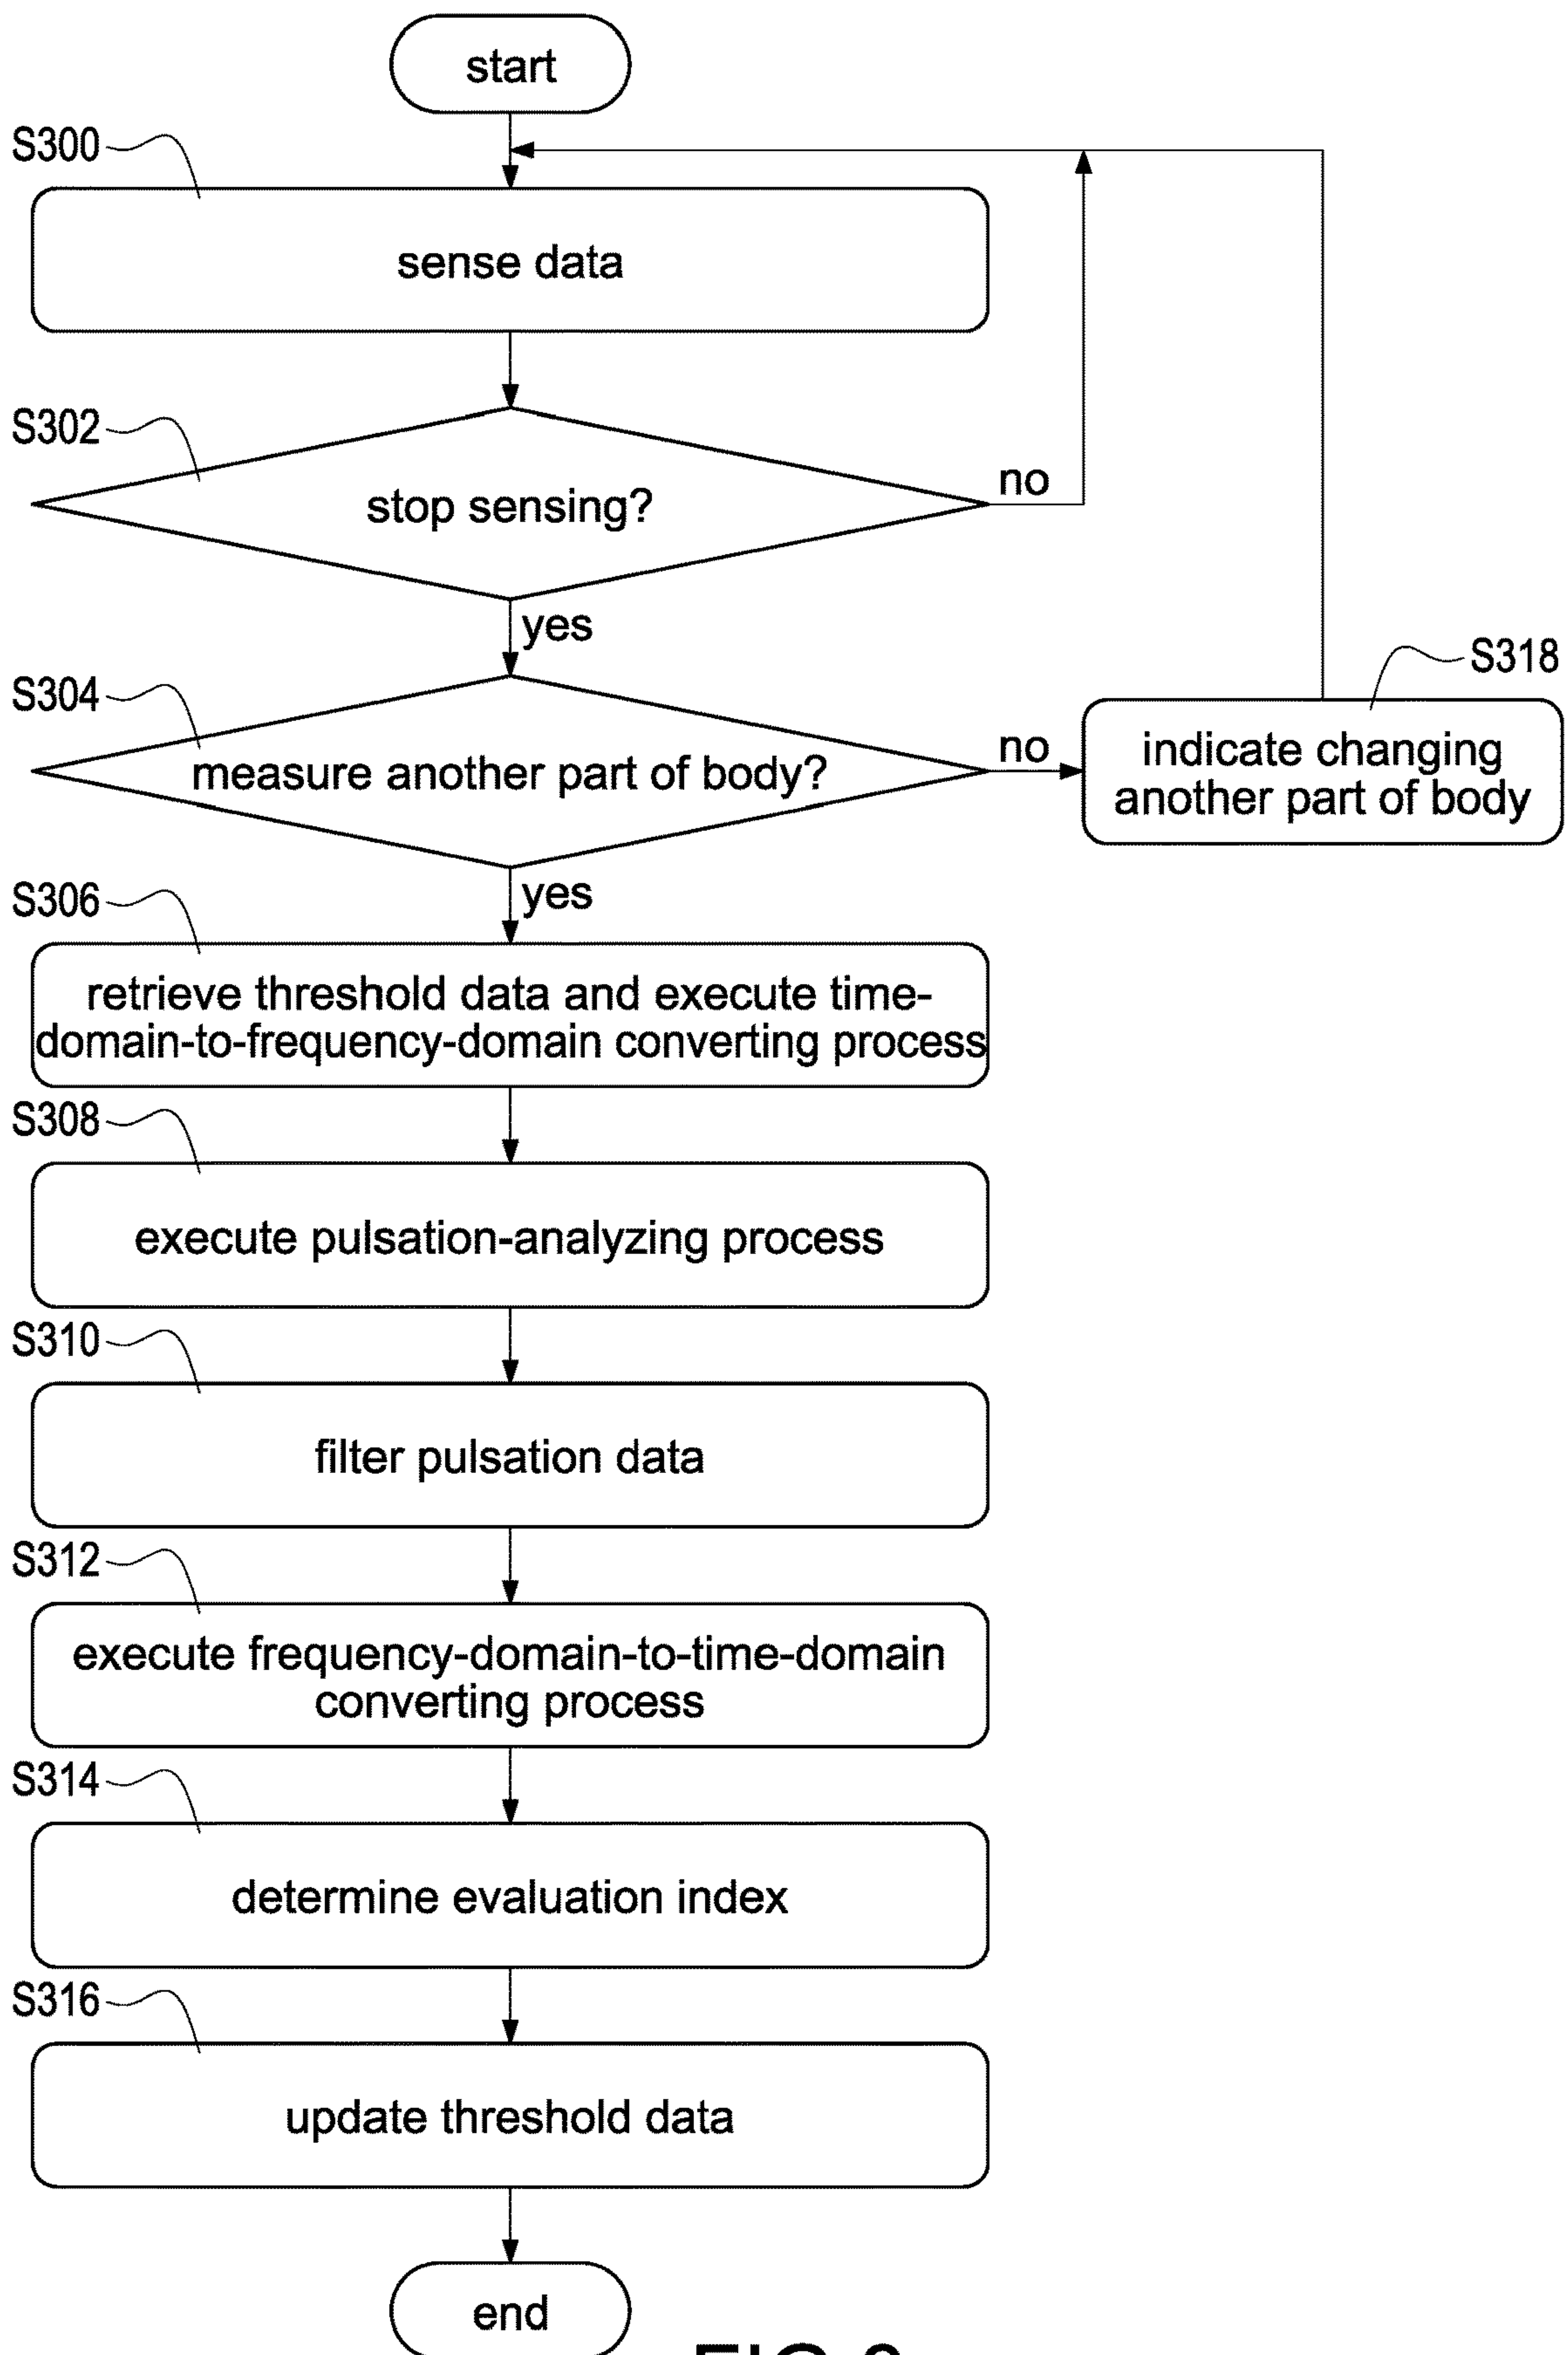 start
S300
sense data
S302
stop sensing?
no
yes
S304
measure another part of body?
no
S318
indicate changing
another part of body
yes
S306
retrieve threshold data and execute time-
domain-to-frequency-domain converting process
S308
execute pulsation-analyzing process
S310
filter pulsation data
S312
execute frequency-domain-to-time-domain
converting process
S314
determine evaluation index
S316
update threshold data
end